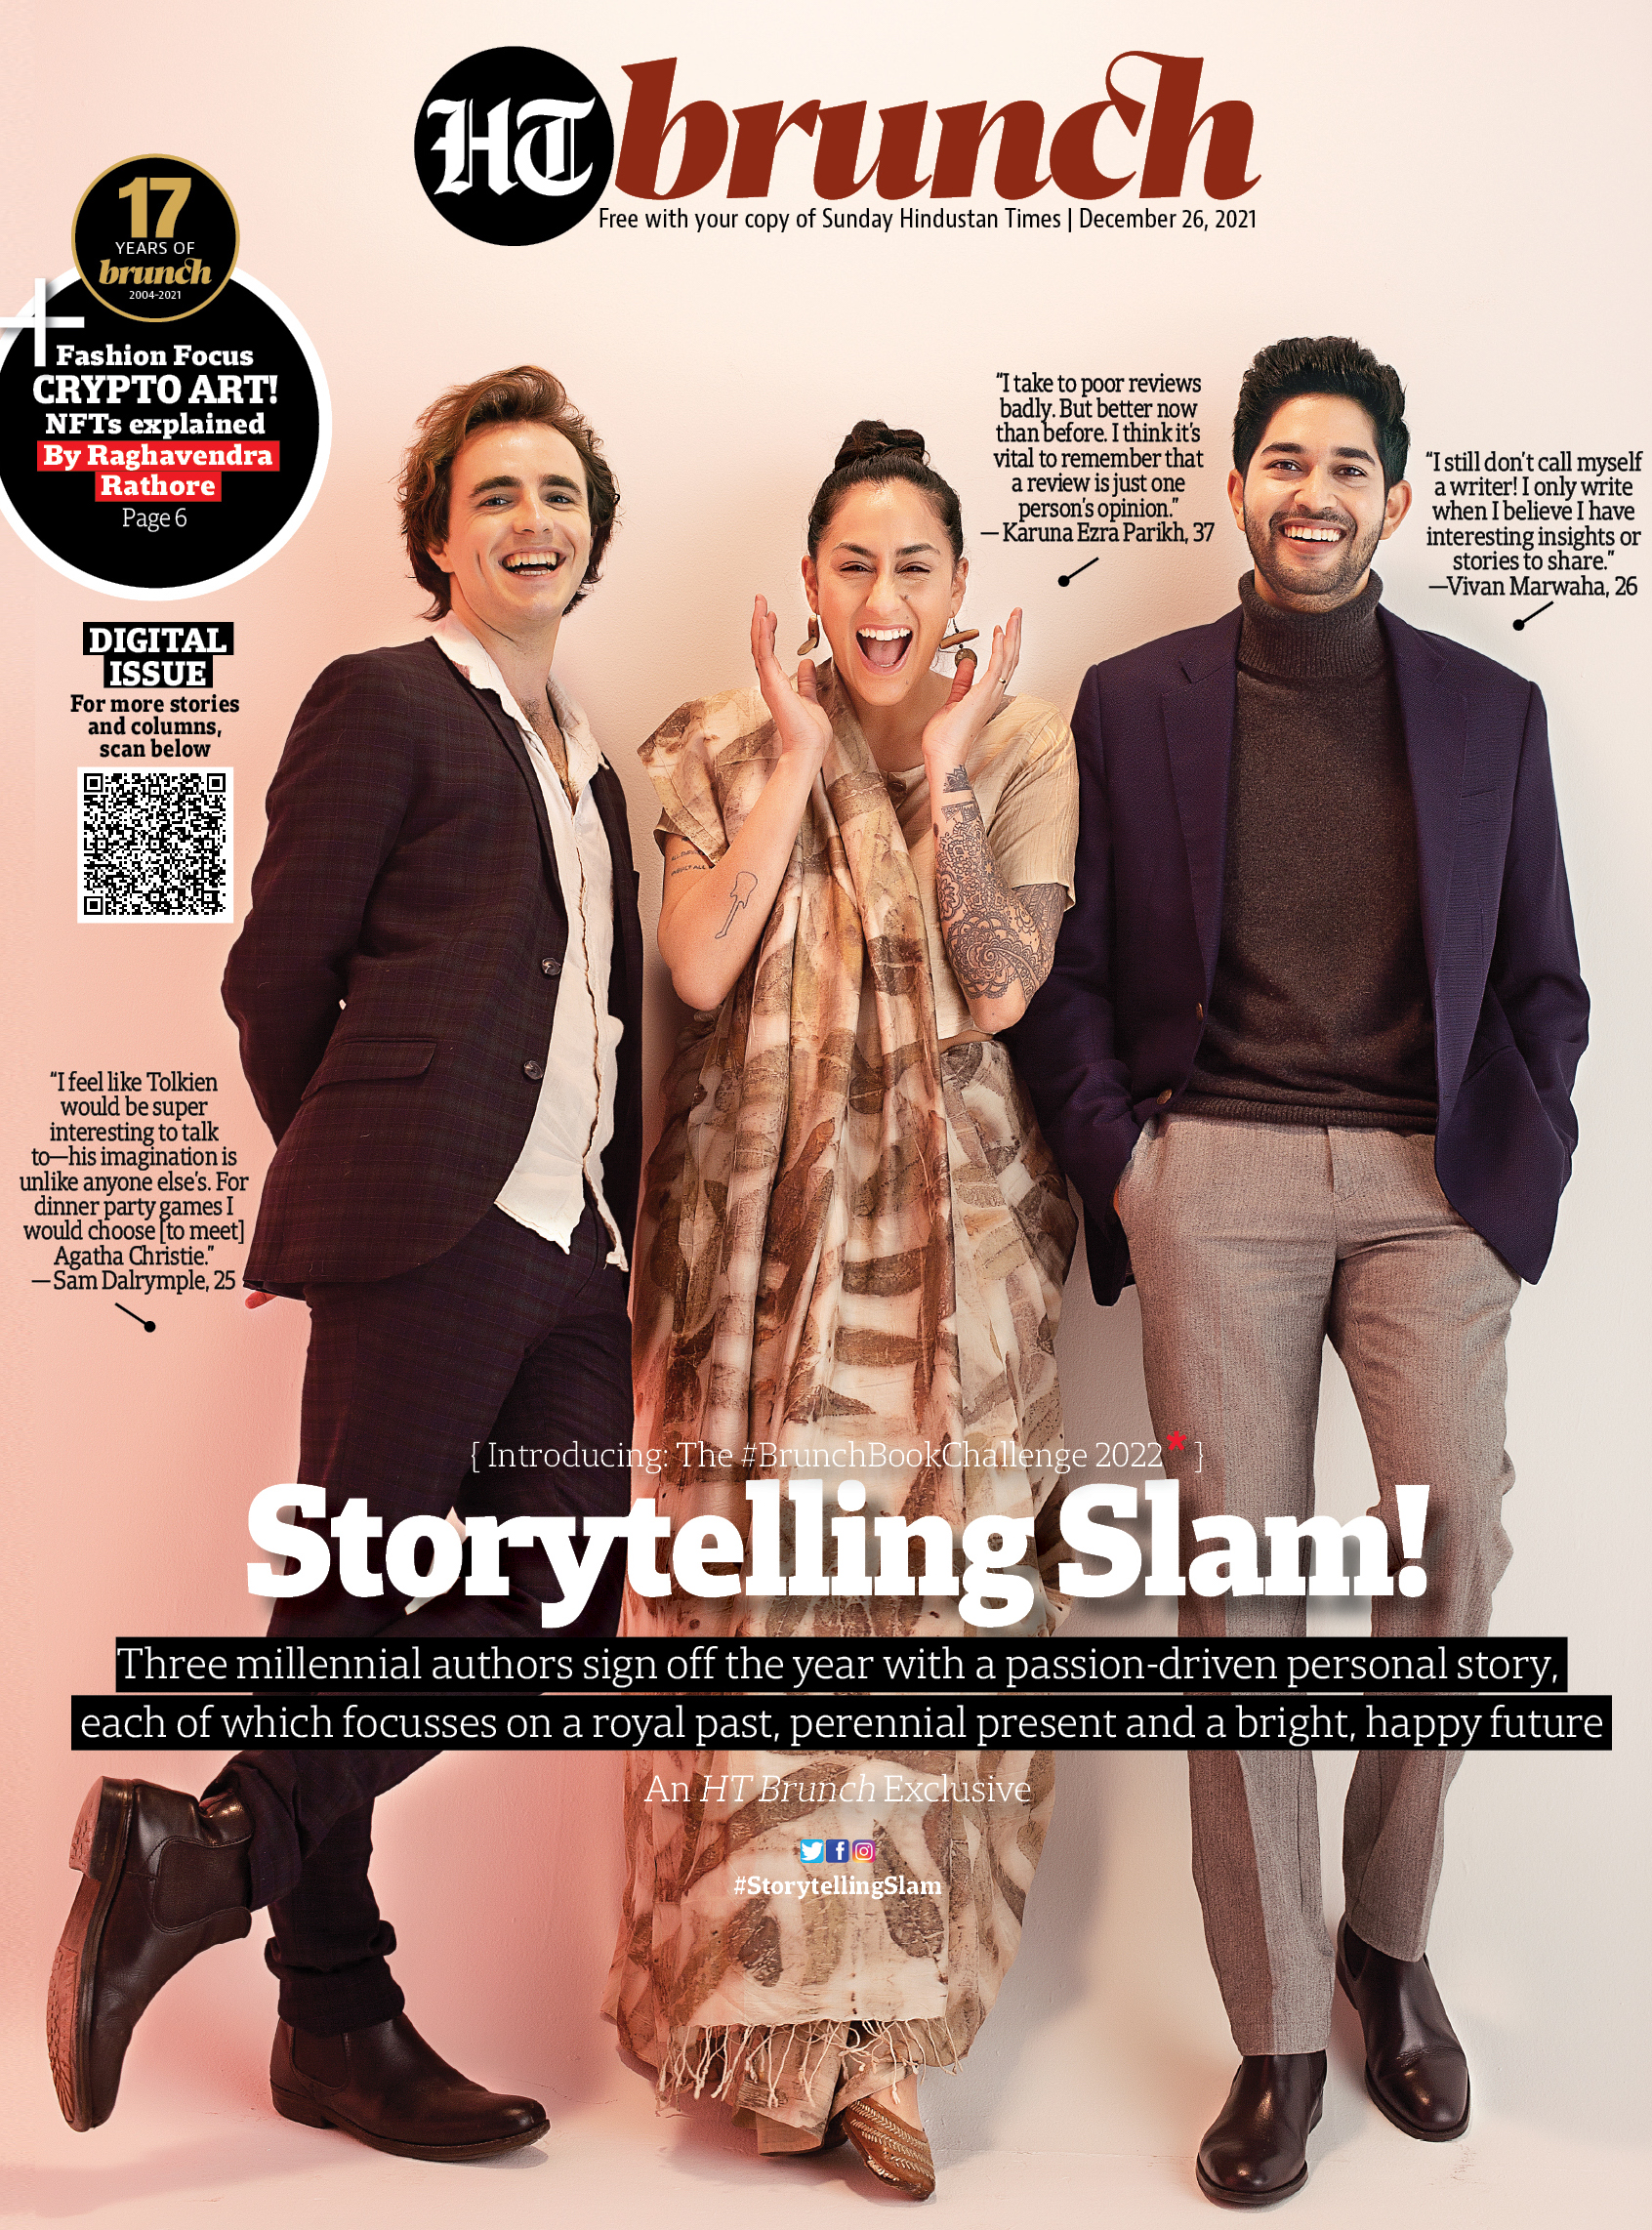 HT brunch
Free with your copy of Sunday Hindustan Times | December 26, 2021
17
YEARS OF
brunch
2004-2021
Fashion Focus
CRYPTO ART!
NFTs explained
By Raghavendra
Rathore
Page 6
DIGITAL
ISSUE
For more stories
and columns,
scan below
"I take to poor reviews
badly. But better now
than before. I think it's
vital to remember that
a review is just one
person's opinion."
— Karuna Ezra Parikh, 37
"I still don't call myself
a writer! I only write
when I believe I have
interesting insights or
stories to share."
—Vivan Marwaha, 26
"I feel like Tolkien
would be super
interesting to talk
to—his imagination is
unlike anyone else's. For
dinner party games I
would choose [to meet]
Agatha Christie."
— Sam Dalrymple, 25
{ Introducing: The #BrunchBookChallenge 2022* }
Storytelling Slam!
Three millennial authors sign off the year with a passion-driven personal story,
each of which focusses on a royal past, perennial present and a bright, happy future
An HT Brunch Exclusive
#StorytellingSlam